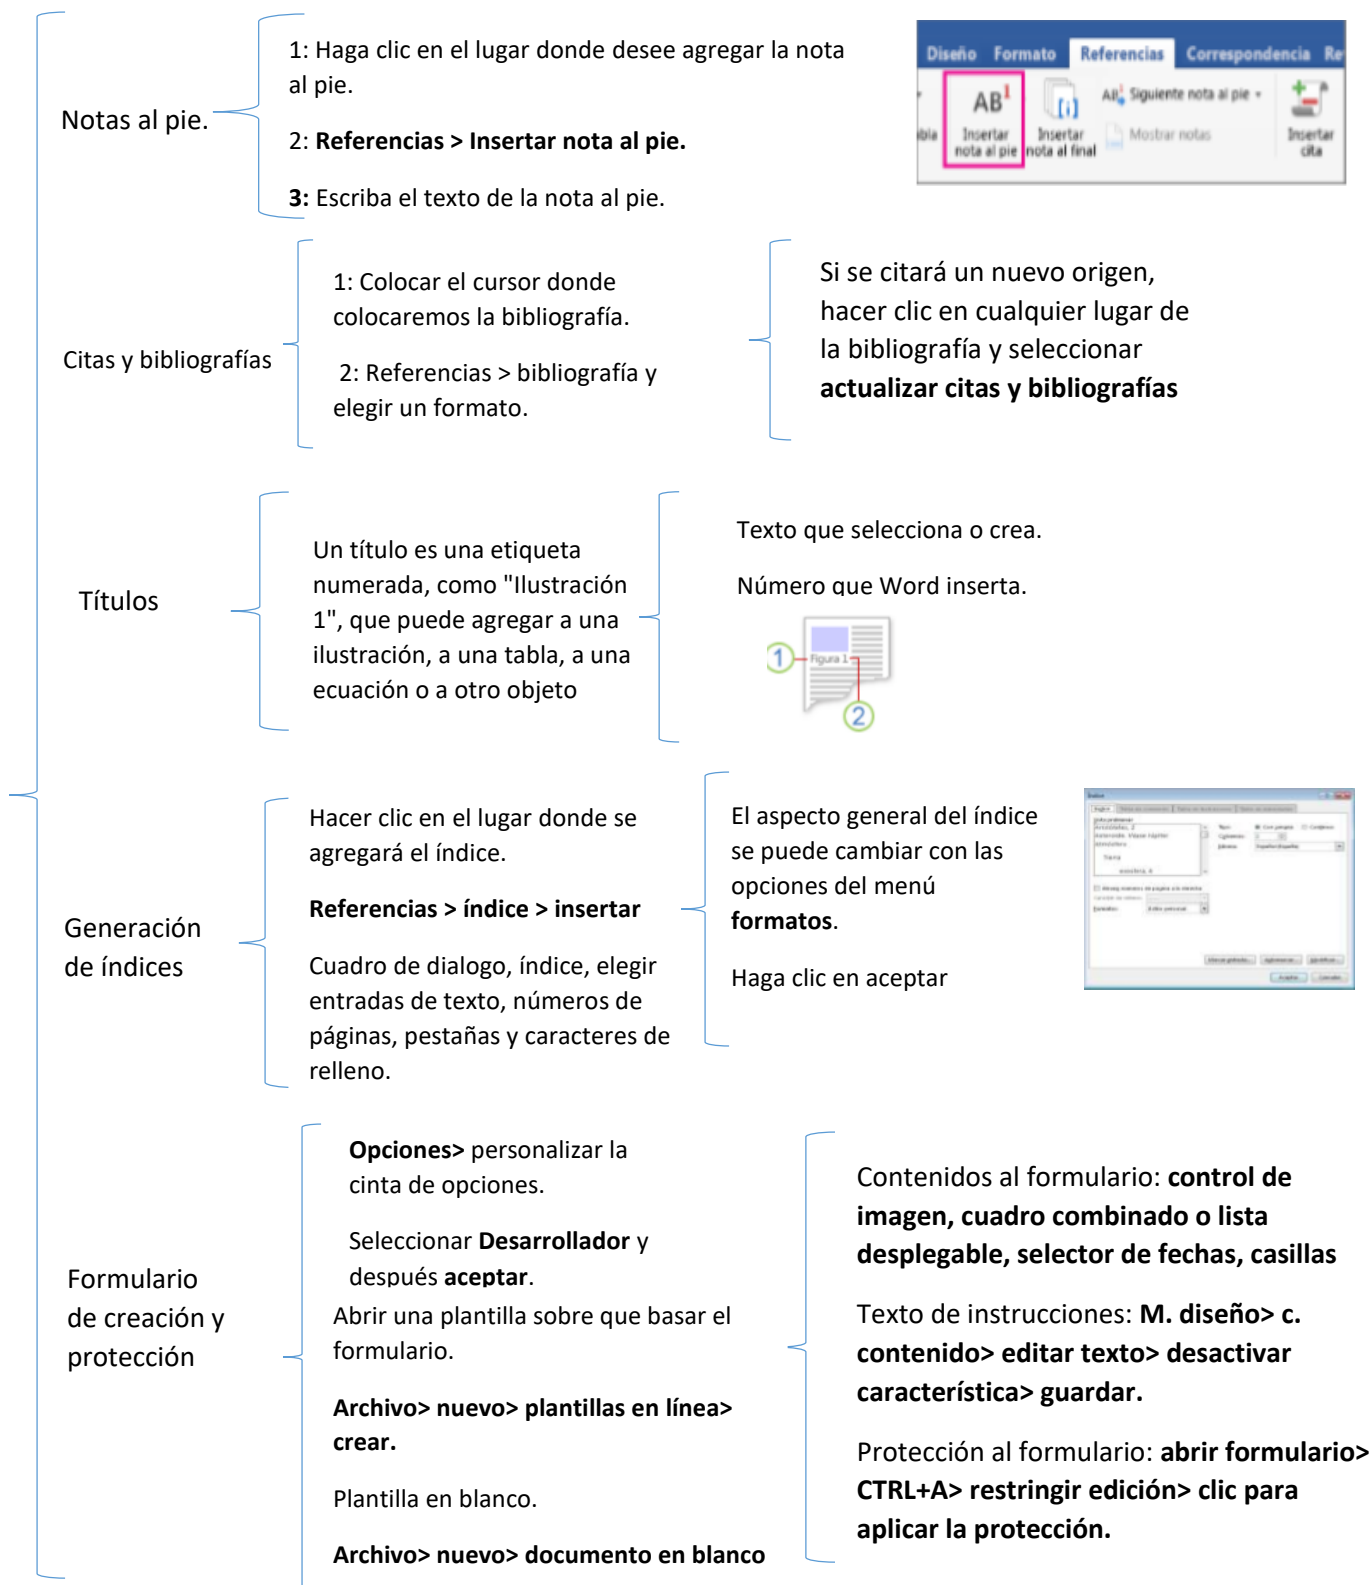 Notas al pie.
1: Haga clic en el lugar donde desee agregar la nota
al pie.
2: Referencias > Insertar nota al pie.
3: Escriba el texto de la nota al pie.
Diseño Formato Referencias Correspondencia Re
AB1 Insertar nota al pie
[i] Insertar nota al final
AB1 Siguiente nota al pie
Mostrar notas
Insertar cita
Citas y bibliografías
1: Colocar el cursor donde
colocaremos la bibliografía.
2: Referencias > bibliografía y
elegir un formato.
Si se citará un nuevo origen,
hacer clic en cualquier lugar de
la bibliografía y seleccionar
actualizar citas y bibliografías
Títulos
Un título es una etiqueta
numerada, como "Ilustración
1", que puede agregar a una
ilustración, a una tabla, a una
ecuación o a otro objeto
Texto que selecciona o crea.
Número que Word inserta.
1 Figura 1
2
Generación
de índices
Hacer clic en el lugar donde se
agregará el índice.
Referencias > índice > insertar
Cuadro de dialogo, índice, elegir
entradas de texto, números de
páginas, pestañas y caracteres de
relleno.
El aspecto general del índice
se puede cambiar con las
opciones del menú
formatos.
Haga clic en aceptar
Índice
Aceptar Cancelar
Formulario
de creación y
protección
Opciones> personalizar la
cinta de opciones.
Seleccionar Desarrollador y
después aceptar.
Abrir una plantilla sobre que basar el
formulario.
Archivo> nuevo> plantillas en línea>
crear.
Plantilla en blanco.
Archivo> nuevo> documento en blanco
Contenidos al formulario: control de
imagen, cuadro combinado o lista
desplegable, selector de fechas, casillas
Texto de instrucciones: M. diseño> c.
contenido> editar texto> desactivar
característica> guardar.
Protección al formulario: abrir formulario>
CTRL+A> restringir edición> clic para
aplicar la protección.